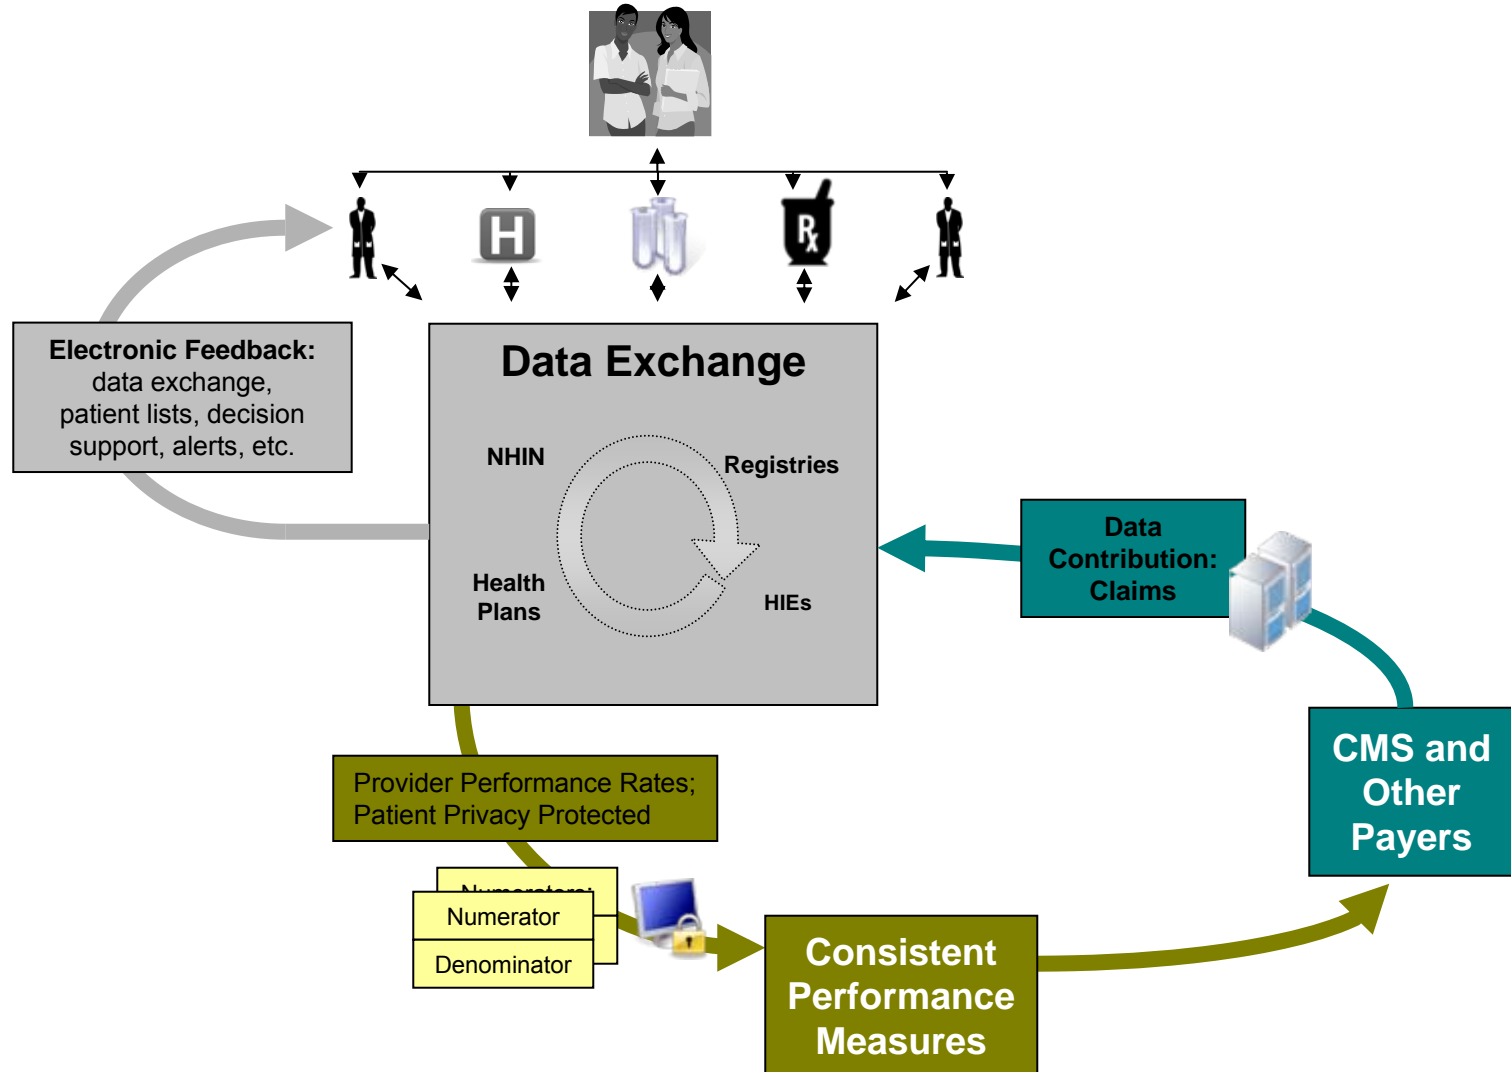 H
Rx
Electronic Feedback:
data exchange,
patient lists, decision
support, alerts, etc.
Data Exchange
NHIN
Registries
Health
Plans
HIEs
Data
Contribution:
Claims
CMS and
Other
Payers
Provider Performance Rates;
Patient Privacy Protected
Numerator
Denominator
Consistent
Performance
Measures